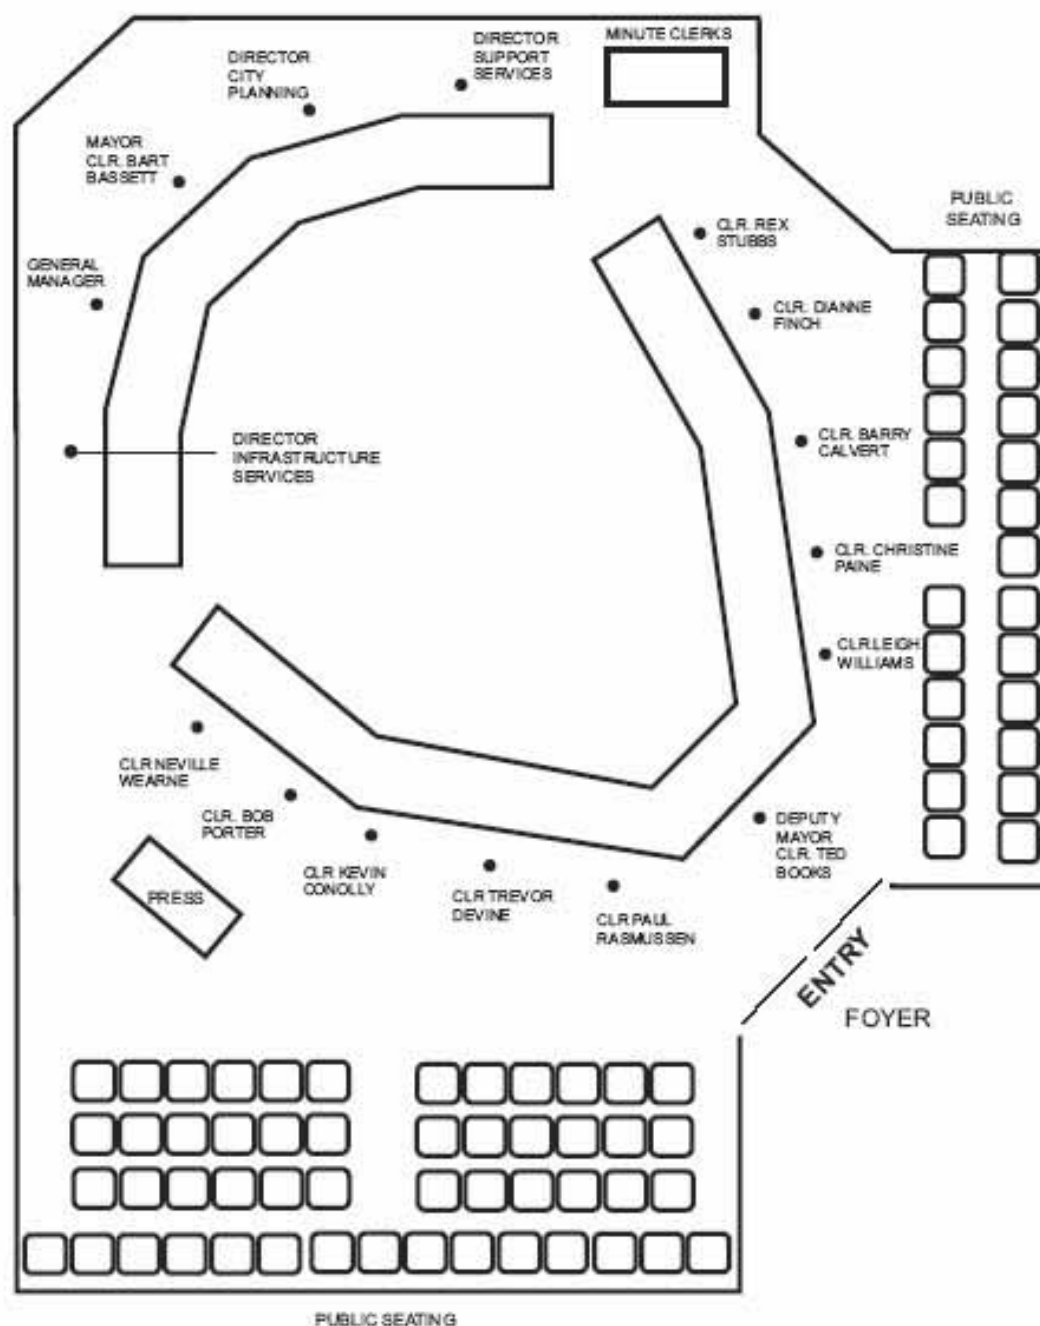 DIRECTOR
SUPPORT
SERVICES
MINUTE CLERKS
DIRECTOR
CITY
PLANNING
MAYOR
CLR. BART
BASSETT
PUBLIC
SEATING
CLR. REX
STUBBS
GENERAL
MANAGER
CLR. DIANNE
FINCH
DIRECTOR
INFRASTRUCTURE
SERVICES
CLR. BARRY
CALVERT
CLR. CHRISTINE
PAINE
CLR.LEIGH
WILLIAMS
CLR NEVILLE
WEARNE
CLR. BOB
PORTER
DEPUTY
MAYOR
CLR. TED
BOOKS
CLR KEVIN
CONOLLY
CLR TREVOR
DEVINE
CLR PAUL
RASMUSSEN
PRESS
ENTRY
FOYER
PUBLIC SEATING